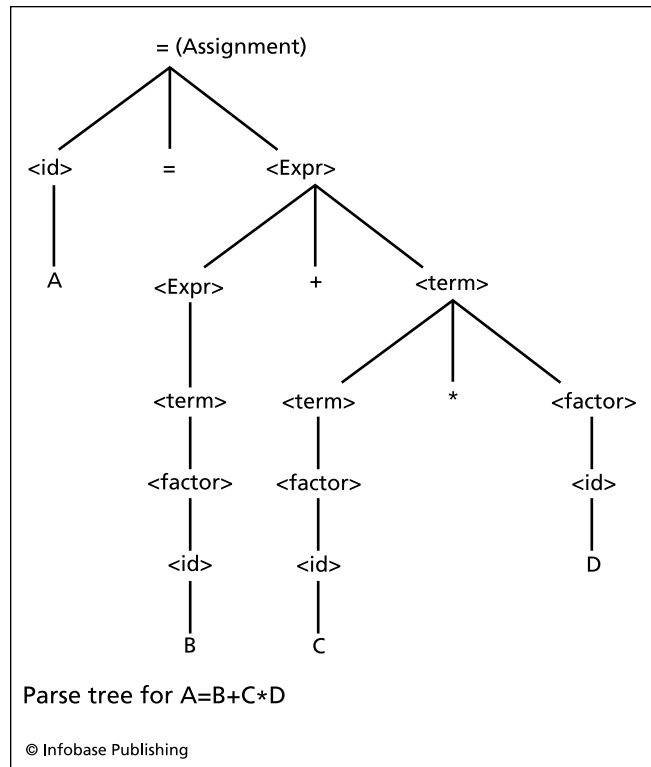 = (Assignment)
<id> = <Expr>
A <Expr> + <term>
<term> <term> * <factor>
<factor> <factor> <id>
<id> <id> D
B C
Parse tree for A=B+C*D
© Infobase Publishing